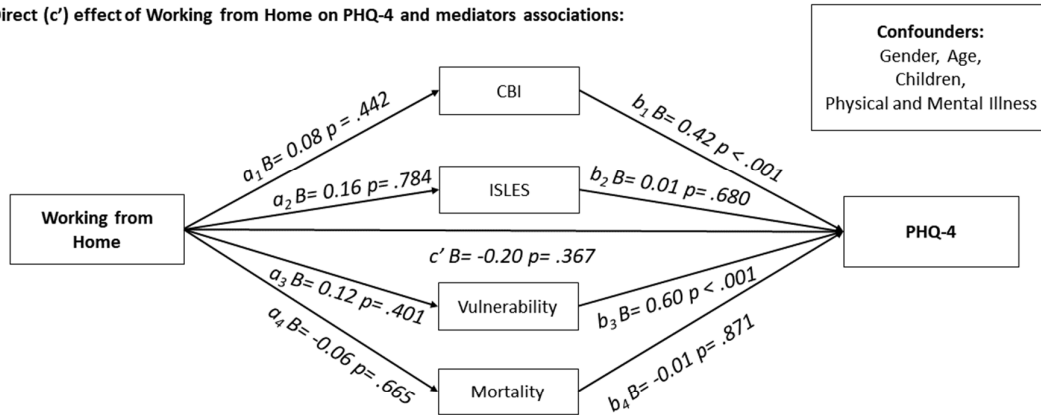 Direct (c’) effect of Working from Home on PHQ-4 and mediators associations:
Confounders:
Gender, Age,
Children,
Physical and Mental Illness
CBI
a1 B= 0.08 p = .442
b1 B= 0.42 p < .001
ISLES
a2 B= 0.16 p= .784
b2 B= 0.01 p= .680
Working from
Home
PHQ-4
c’ B= -0.20 p= .367
a3 B= 0.12 p= .401
Vulnerability
b3 B= 0.60 p < .001
a4 B= -0.06 p= .665
Mortality
b4 B= -0.01 p= .871